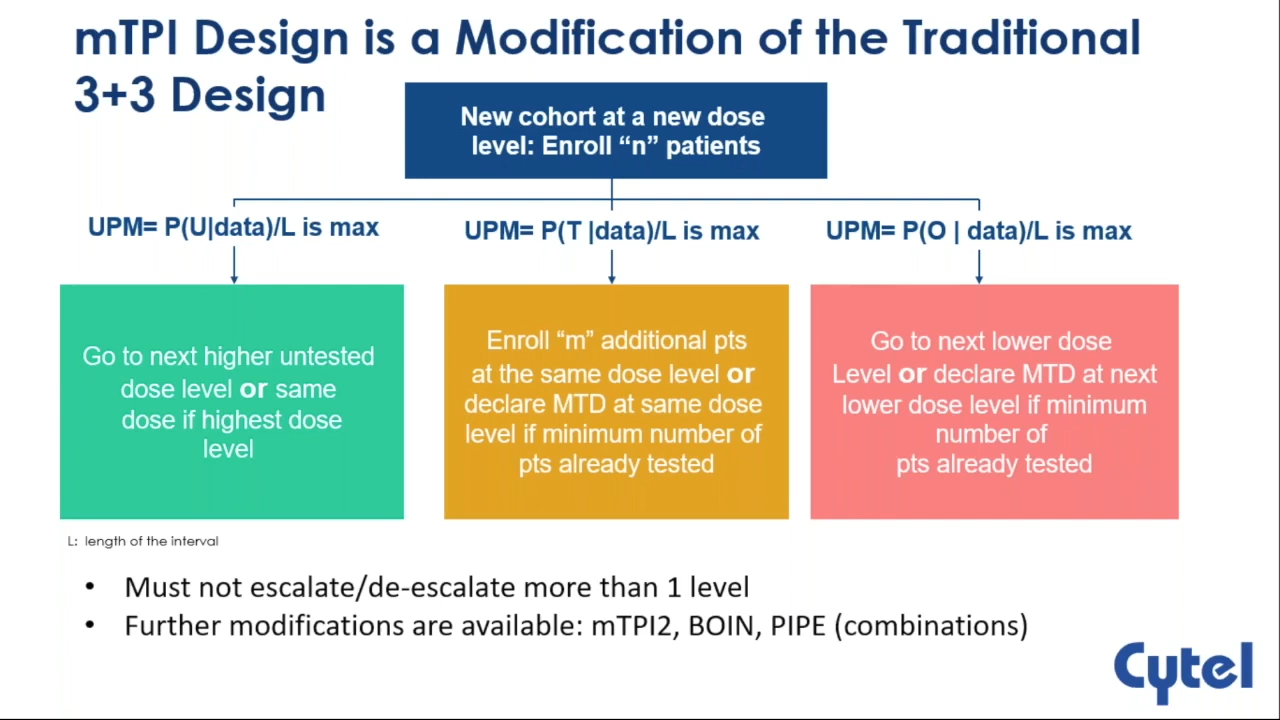 mTPI Design is a Modification of the Traditional
3+3 Design
New cohort at a new dose
level: Enroll “n” patients
UPM= P(U|data)/L is max
UPM= P(T |data)/L is max
UPM= P(O | data)/L is max
Go to next higher untested
dose level or same
dose if highest dose
level
Enroll “m” additional pts
at the same dose level or
declare MTD at same dose
level if minimum number of
pts already tested
Go to next lower dose
Level or declare MTD at next
lower dose level if minimum
number of
pts already tested
L: length of the interval
• Must not escalate/de-escalate more than 1 level
• Further modifications are available: mTPI2, BOIN, PIPE (combinations)
Cytel